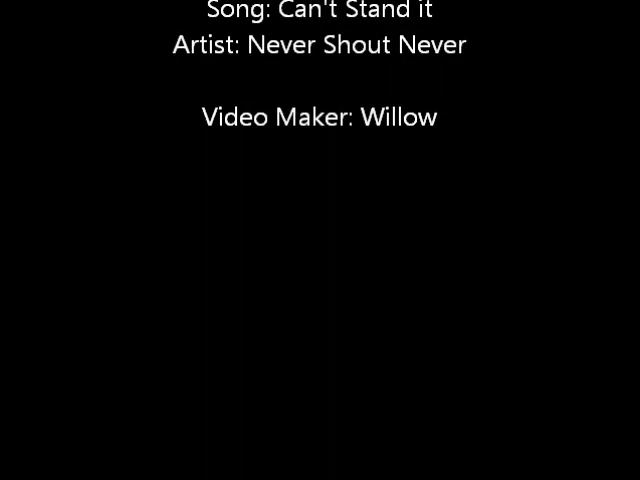 Song: Can't Stand it
Artist: Never Shout Never
Video Maker: Willow